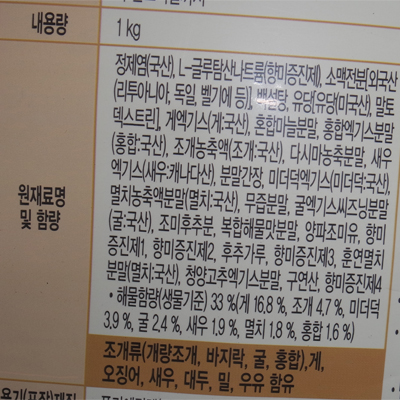 내용량
1 kg
원재료명
및 함량
정제염(국산), L-글루탐산나트륨(향미증진제), 소맥전분[외국산
(리투아니아, 독일, 벨기에 등)], 백설탕, 유당[유당(미국산), 말토
덱스트린], 게엑기스(게:국산), 혼합마늘분말, 홍합엑기스분말
(홍합:국산), 조개농축액(조개:국산), 다시마농축분말, 새우
엑기스(새우:캐나다산), 분말간장, 미더덕엑기스(미더덕:국산),
멸치농축액분말(멸치:국산), 무즙분말, 굴엑기스씨즈닝분말
(굴:국산), 조미후추분, 복합해물맛분말, 양파조미유, 향미
증진제1, 향미증진제2, 후추가루, 향미증진제3, 훈연멸치
분말(멸치:국산), 청양고추엑기스분말, 구연산, 향미증진제4
• 해물함량(생물기준) 33 %(게 16.8 %, 조개 4.7 %, 미더덕
3.9 %, 굴 2.4 %, 새우 1.9 %, 멸치 1.8 %, 홍합 1.6 %)
조개류(개량조개, 바지락, 굴, 홍합),게,
오징어, 새우, 대두, 밀, 우유 함유